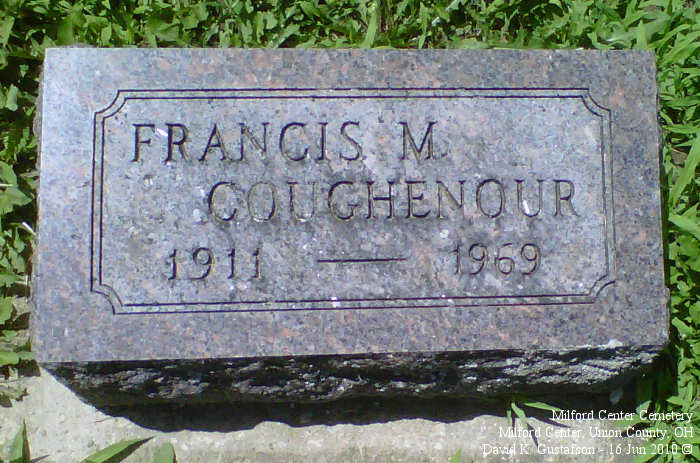 FRANCIS M
COUGHENOUR
1911 — 1969
Milford Center Cemetery
Milford Center, Union County, OH
David K. Gustafson - 16 Jun 2010 ©